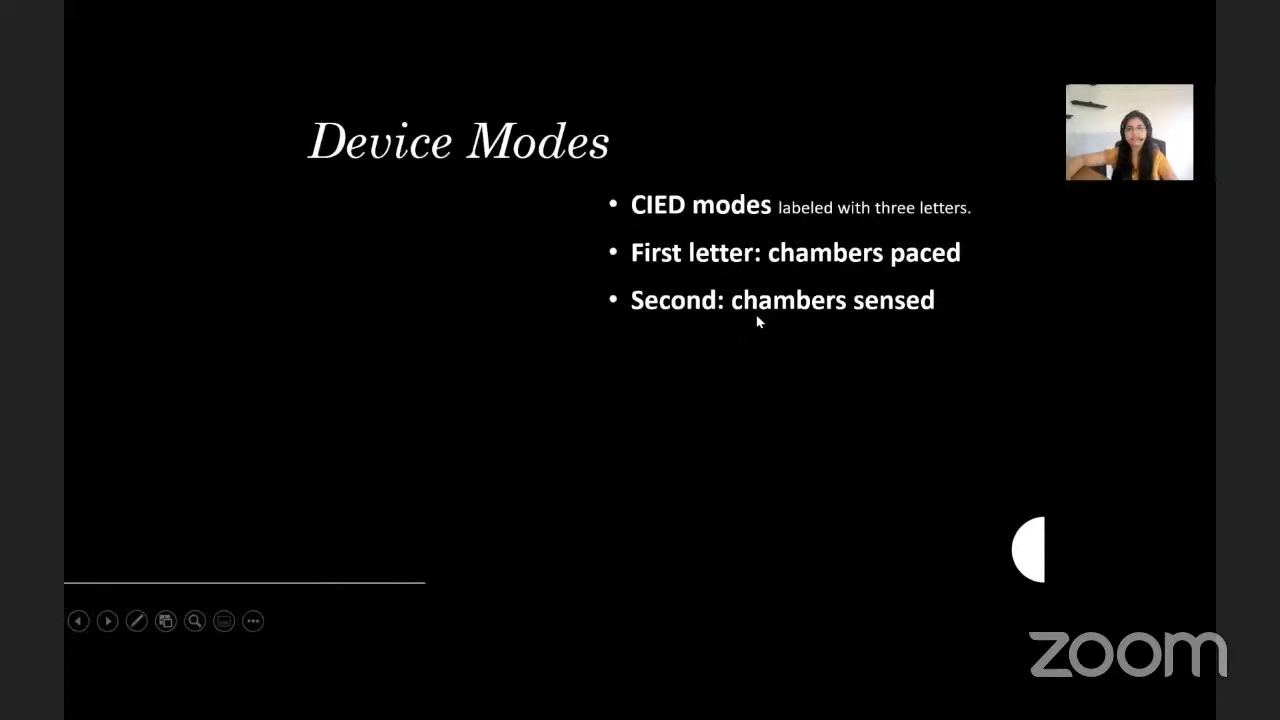 Device Modes
• CIED modes labeled with three letters.
• First letter: chambers paced
• Second: chambers sensed
zoom